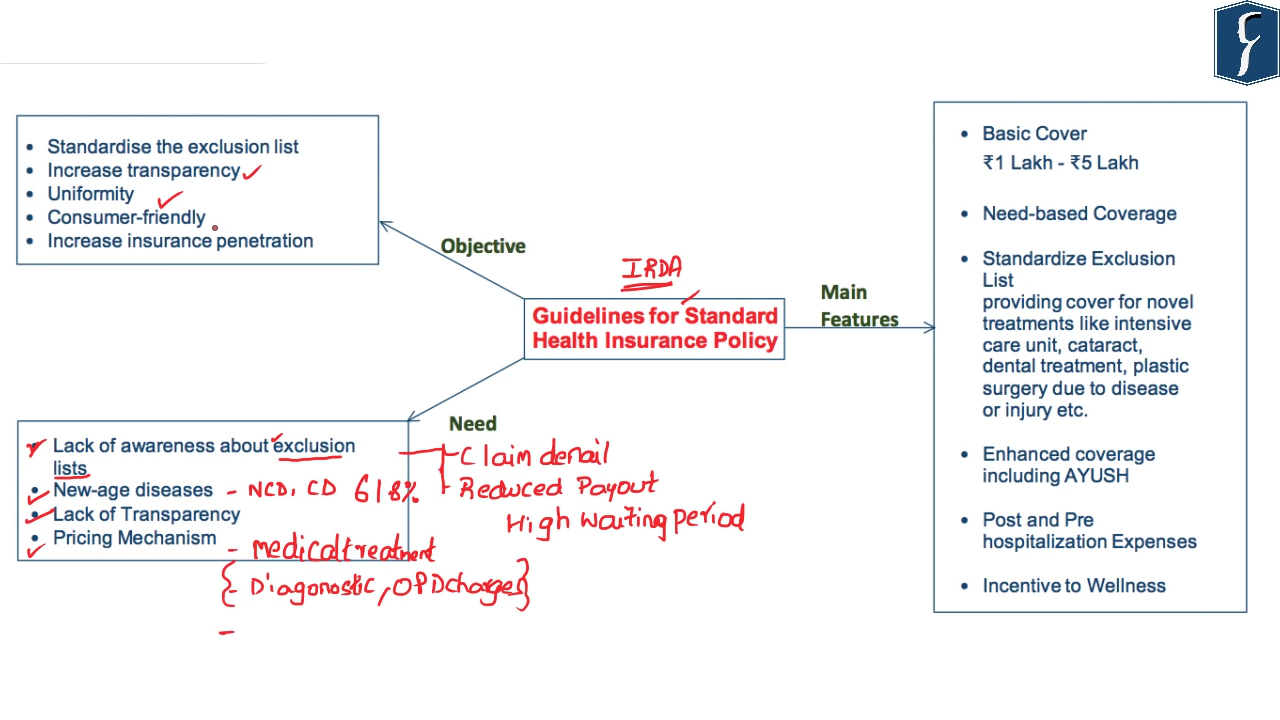 Standardise the exclusion list
Increase transparency
Uniformity
Consumer-friendly
Increase insurance penetration
Objective
IRDA
Guidelines for Standard
Health Insurance Policy
Main
Features
Basic Cover
₹1 Lakh - ₹5 Lakh
Need-based Coverage
Standardize Exclusion
List
providing cover for novel
treatments like intensive
care unit, cataract,
dental treatment, plastic
surgery due to disease
or injury etc.
Enhanced coverage
including AYUSH
Post and Pre
hospitalization Expenses
Incentive to Wellness
Need
Lack of awareness about exclusion
lists
New-age diseases - NCD, CD
Lack of Transparency
Pricing Mechanism
Claim denail
Reduced Payout
High waiting period
- medical treatment
- Diagonostic, OPD charges